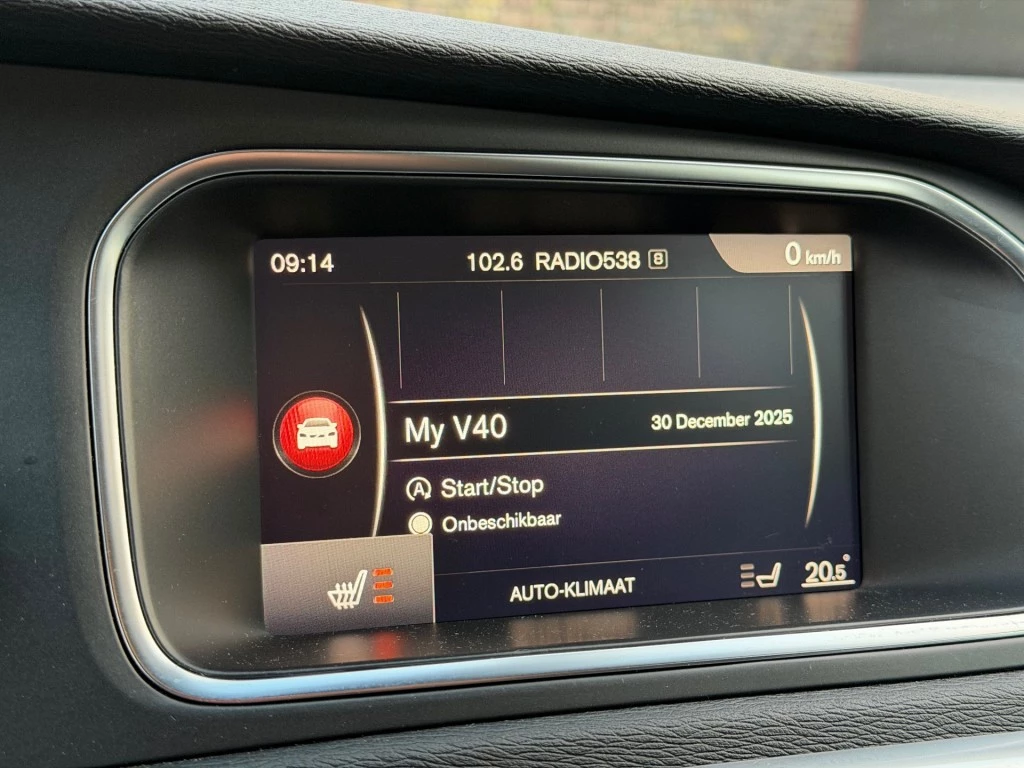 09:14 102.6 RADIO538 8 0 km/h
My V40 30 December 2025
A Start/Stop
Onbeschikbaar
AUTO-KLIMAAT 20.5°